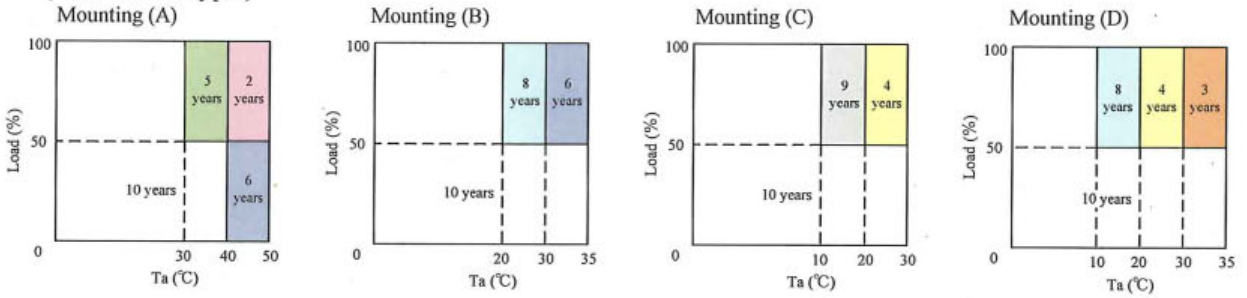 Mounting (A)
100
50
0
Load (%)
5
years
2
years
10 years
6
years
30
40
50
Ta (℃)
Mounting (B)
100
50
0
Load (%)
8
years
6
years
10 years
20
30
35
Ta (℃)
Mounting (C)
100
50
0
Load (%)
9
years
4
years
10 years
10
20
30
Ta (℃)
Mounting (D)
100
50
0
Load (%)
8
years
4
years
3
years
10 years
10
20
30
35
Ta (℃)